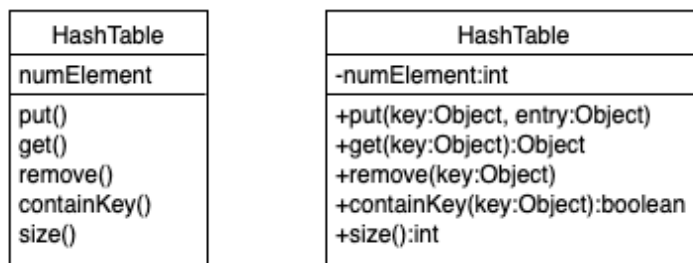 HashTable
numElement
put()
get()
remove()
containKey()
size()
HashTable
-numElement:int
+put(key:Object, entry:Object)
+get(key:Object):Object
+remove(key:Object)
+containKey(key:Object):boolean
+size():int